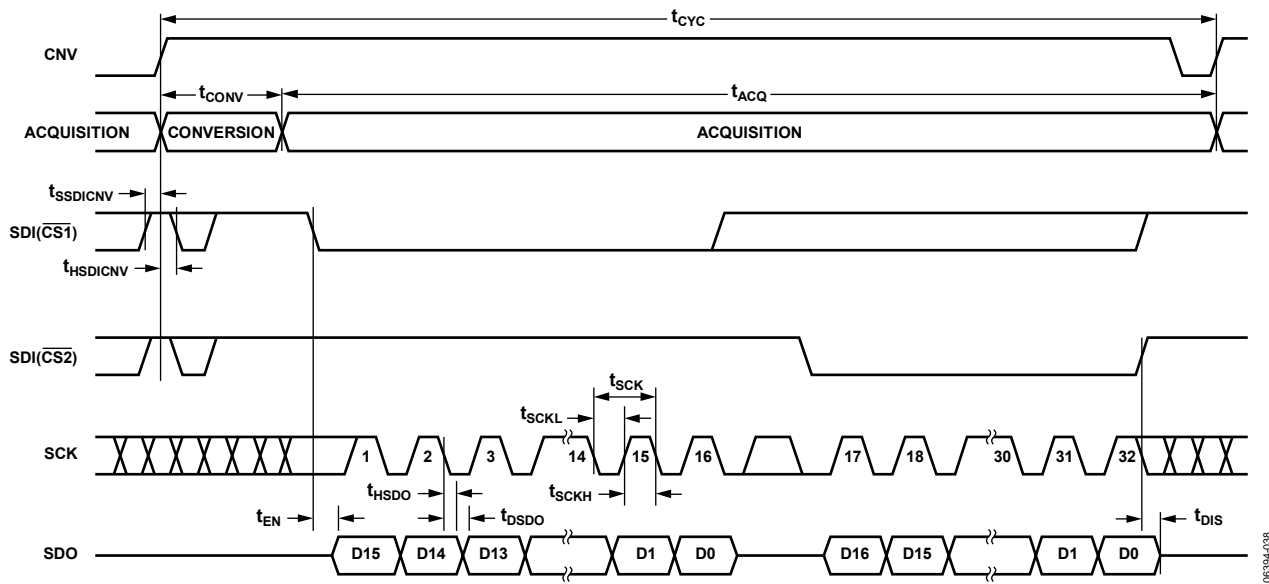 tCYC
CNV
tCONV
tACQ
ACQUISITION
CONVERSION
ACQUISITION
tSSDICNV
SDI(CS1)
tHSDICNV
SDI(CS2)
tSCK
tSCKL
SCK
1
2
3
14
15
16
17
18
30
31
32
tHSDO
tSCKH
tEN
tDSDO
tDIS
SDO
D15
D14
D13
D1
D0
D16
D15
D1
D0
06394-038